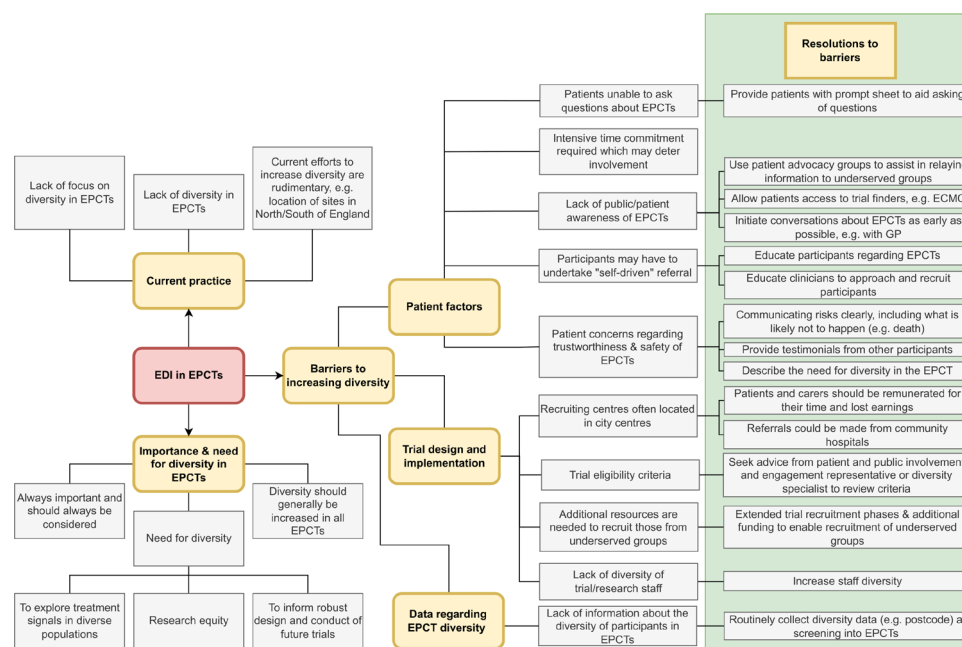 Resolutions to
barriers
Patients unable to ask
questions about EPCTs
Provide patients with prompt sheet to aid asking
of questions
Intensive time commitment
required which may deter
involvement
Lack of focus on
diversity in EPCTs
Lack of diversity in
EPCTs
Current efforts to
increase diversity are
rudimentary, e.g.
location of sites in
North/South of England
Use patient advocacy groups to assist in relaying
information to underserved groups
Lack of public/patient
awareness of EPCTs
Allow patients access to trial finders, e.g. ECMC
Initiate conversations about EPCTs as early as
possible, e.g. with GP
Current practice
Participants may have to
undertake "self-driven" referral
Educate participants regarding EPCTs
Educate clinicians to approach and recruit
participants
Patient factors
Patient concerns regarding
trustworthiness & safety of
EPCTs
Communicating risks clearly, including what is
likely not to happen (e.g. death)
Provide testimonials from other participants
Describe the need for diversity in the EPCT
EDI in EPCTs
Barriers to
increasing diversity
Recruiting centres often located
in city centres
Patients and carers should be remunerated for
their time and lost earnings
Referrals could be made from community
hospitals
Importance & need
for diversity in
EPCTs
Trial design and
implementation
Trial eligibility criteria
Seek advice from patient and public involvement
and engagement representative or diversity
specialist to review criteria
Always important and
should always be
considered
Need for diversity
Diversity should
generally be
increased in all
EPCTs
Additional resources are
needed to recruit those from
underserved groups
Extended trial recruitment phases & additional
funding to enable recruitment of underserved
groups
Lack of diversity of
trial/research staff
Increase staff diversity
To explore treatment
signals in diverse
populations
Research equity
To inform robust
design and conduct of
future trials
Data regarding
EPCT diversity
Lack of information about the
diversity of participants in
EPCTs
Routinely collect diversity data (e.g. postcode) a
screening into EPCTs